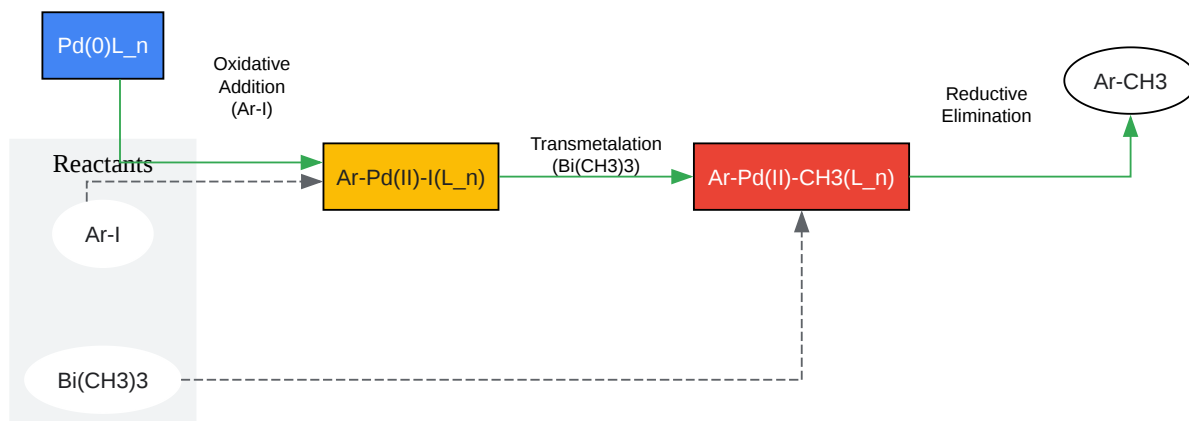 Pd(0)L_n
Oxidative
Addition
(Ar-I)
Reductive
Elimination
Ar-CH3
Transmetalation
(Bi(CH3)3)
Reactants
Ar-Pd(II)-I(L_n)
Ar-Pd(II)-CH3(L_n)
Ar-I
Bi(CH3)3